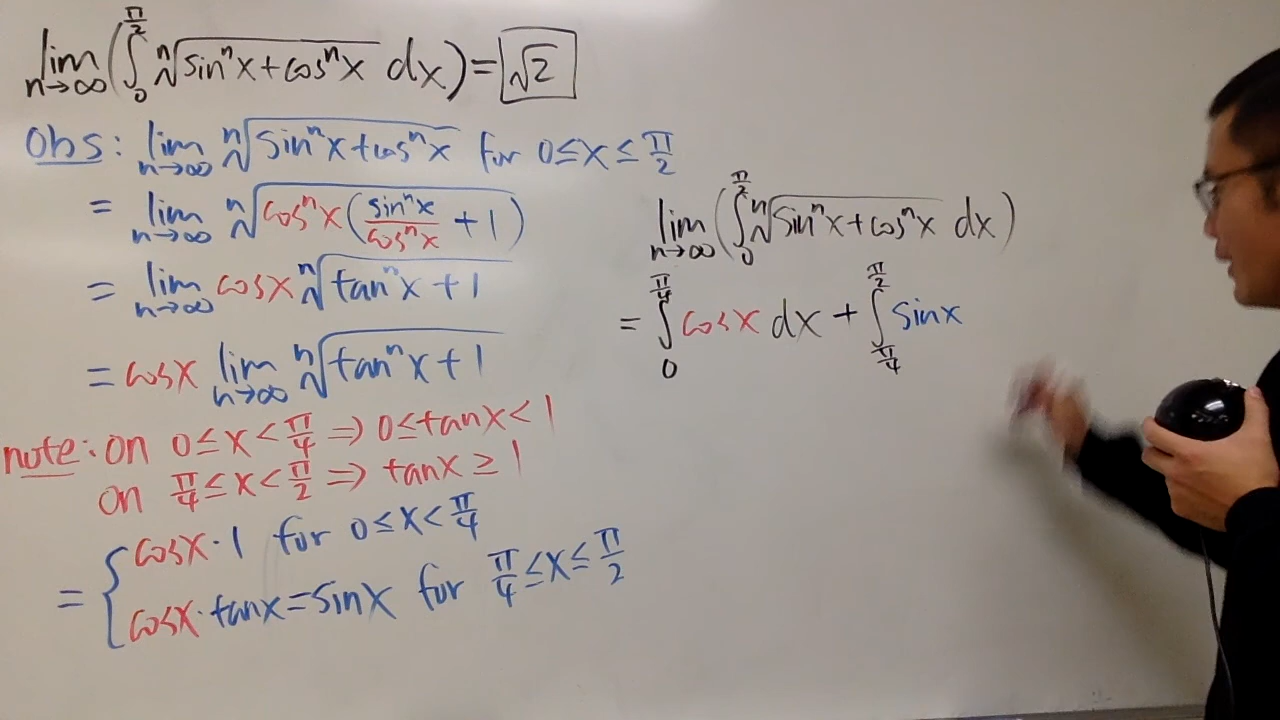 lim n→∞ (∫₀^(π/2) ⁿ√(sinⁿx + cosⁿx) dx) = √2
Obs: lim n→∞ ⁿ√(sinⁿx + cosⁿx) for 0 ≤ x ≤ π/2
= lim n→∞ ⁿ√(cosⁿx (sinⁿx/cosⁿx + 1))
= lim n→∞ cosx ⁿ√(tanⁿx + 1)
= cosx lim n→∞ ⁿ√(tanⁿx + 1)
note: on 0 ≤ x < π/4 ⇒ 0 ≤ tanx < 1
on π/4 ≤ x < π/2 ⇒ tanx ≥ 1
= { cosx · 1 for 0 ≤ x < π/4
cosx · tanx = sinx for π/4 ≤ x ≤ π/2
lim n→∞ (∫₀^(π/2) ⁿ√(sinⁿx + cosⁿx) dx)
= ∫₀^(π/4) cosx dx + ∫_(π/4)^(π/2) sinx